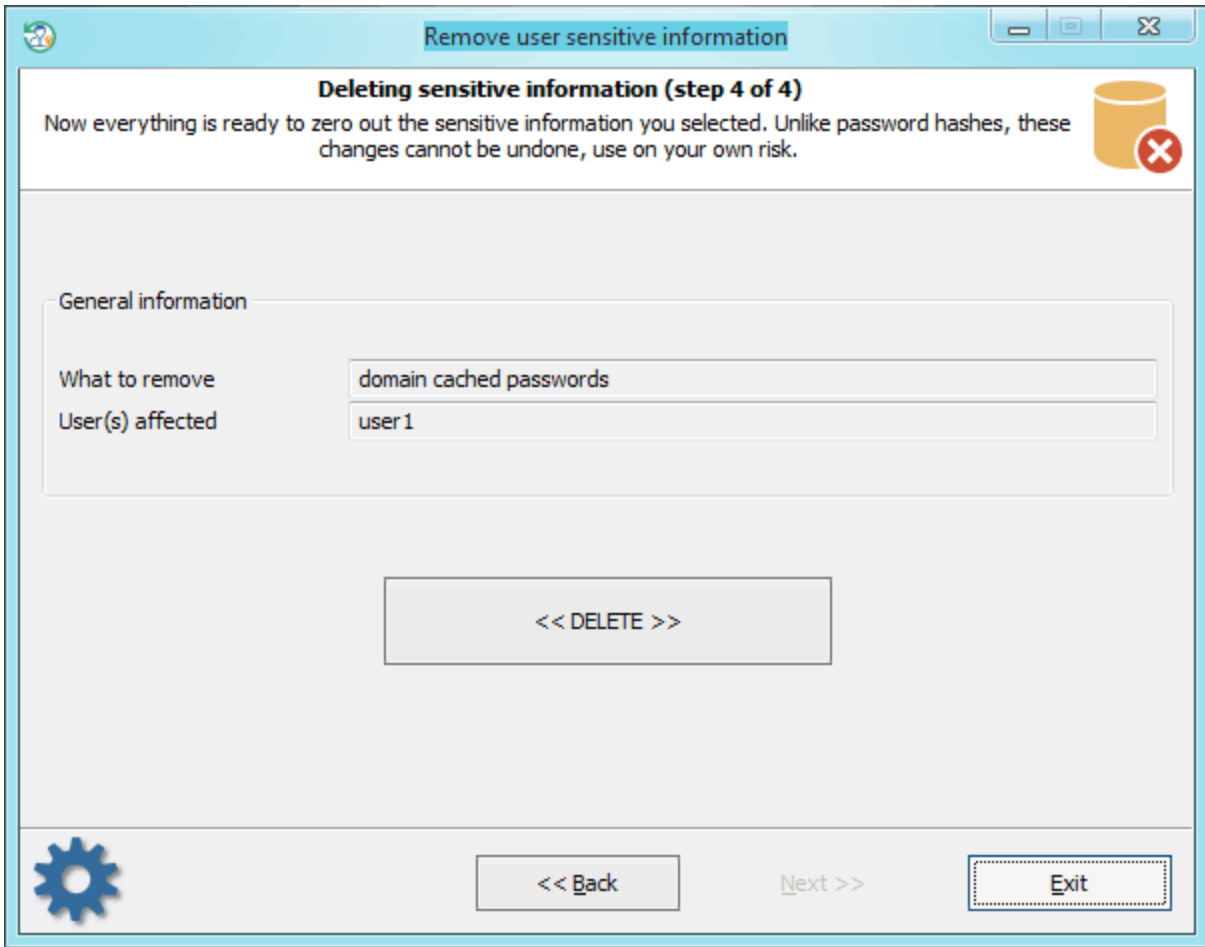 Remove user sensitive information
Deleting sensitive information (step 4 of 4)
Now everything is ready to zero out the sensitive information you selected. Unlike password hashes, these
changes cannot be undone, use on your own risk.
General information
What to remove domain cached passwords
User(s) affected user1
<< DELETE >>
<< Back Next >> Exit